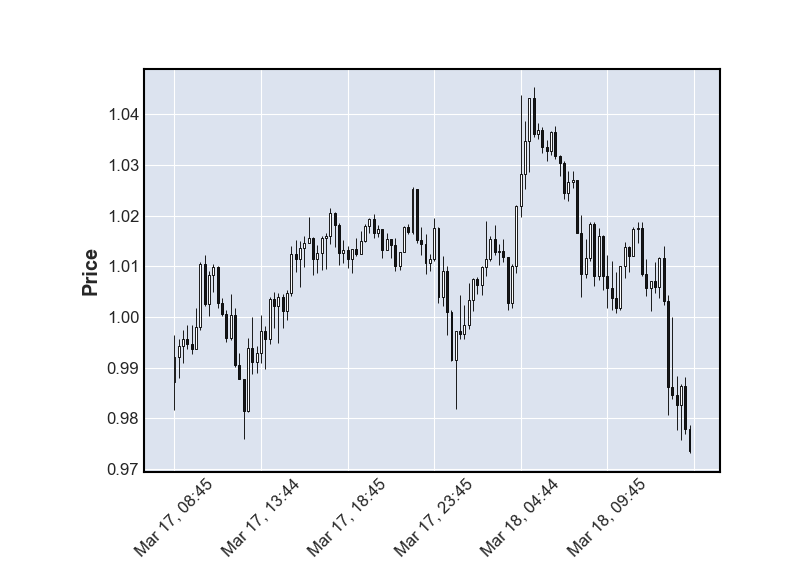 1.04
1.03
1.02
1.01
1.00
0.99
0.98
0.97
Price
Mar 17, 08:45
Mar 17, 13:44
Mar 17, 18:45
Mar 17, 23:45
Mar 18, 04:44
Mar 18, 09:45